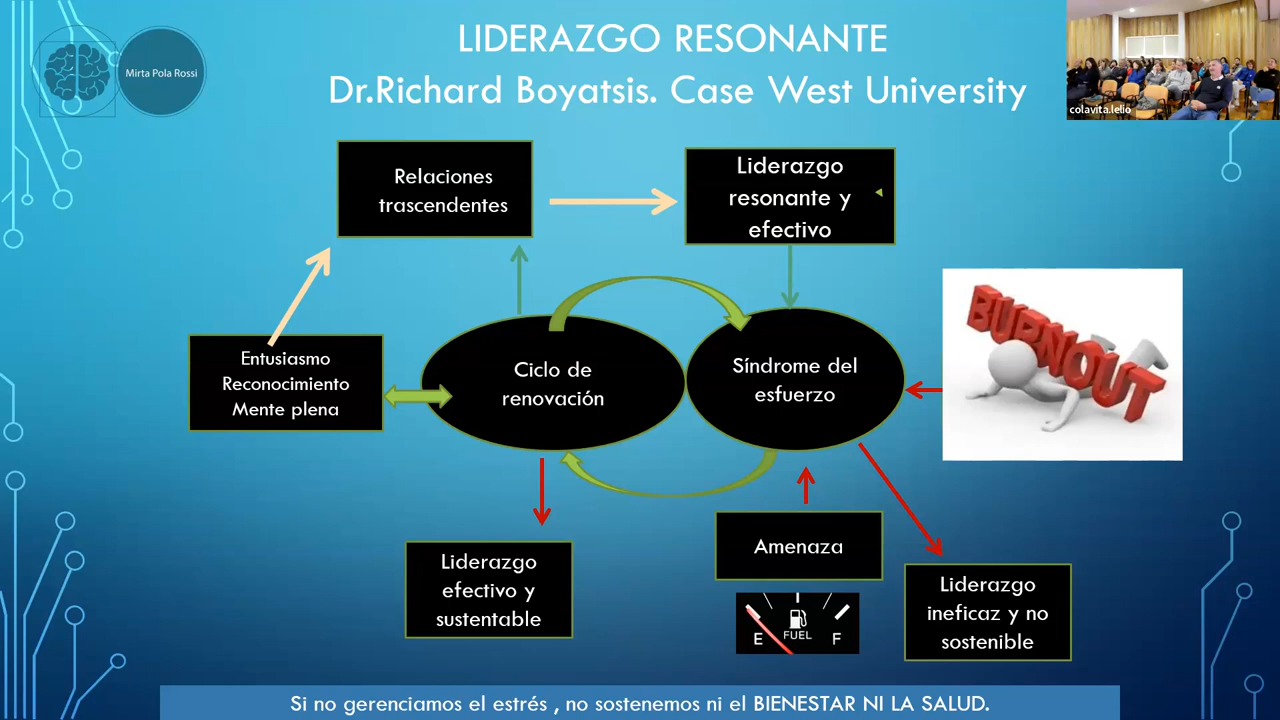 LIDERAZGO RESONANTE
Dr.Richard Boyatsis. Case West University
Mirta Pola Rossi
colavita.lelio
Relaciones
trascendentes
Liderazgo
resonante y
efectivo
Entusiasmo
Reconocimiento
Mente plena
Ciclo de
renovación
Síndrome del
esfuerzo
BURNOUT
Liderazgo
efectivo y
sustentable
Amenaza
E FUEL F
Liderazgo
ineficaz y no
sostenible
Si no gerenciamos el estrés , no sostenemos ni el BIENESTAR NI LA SALUD.